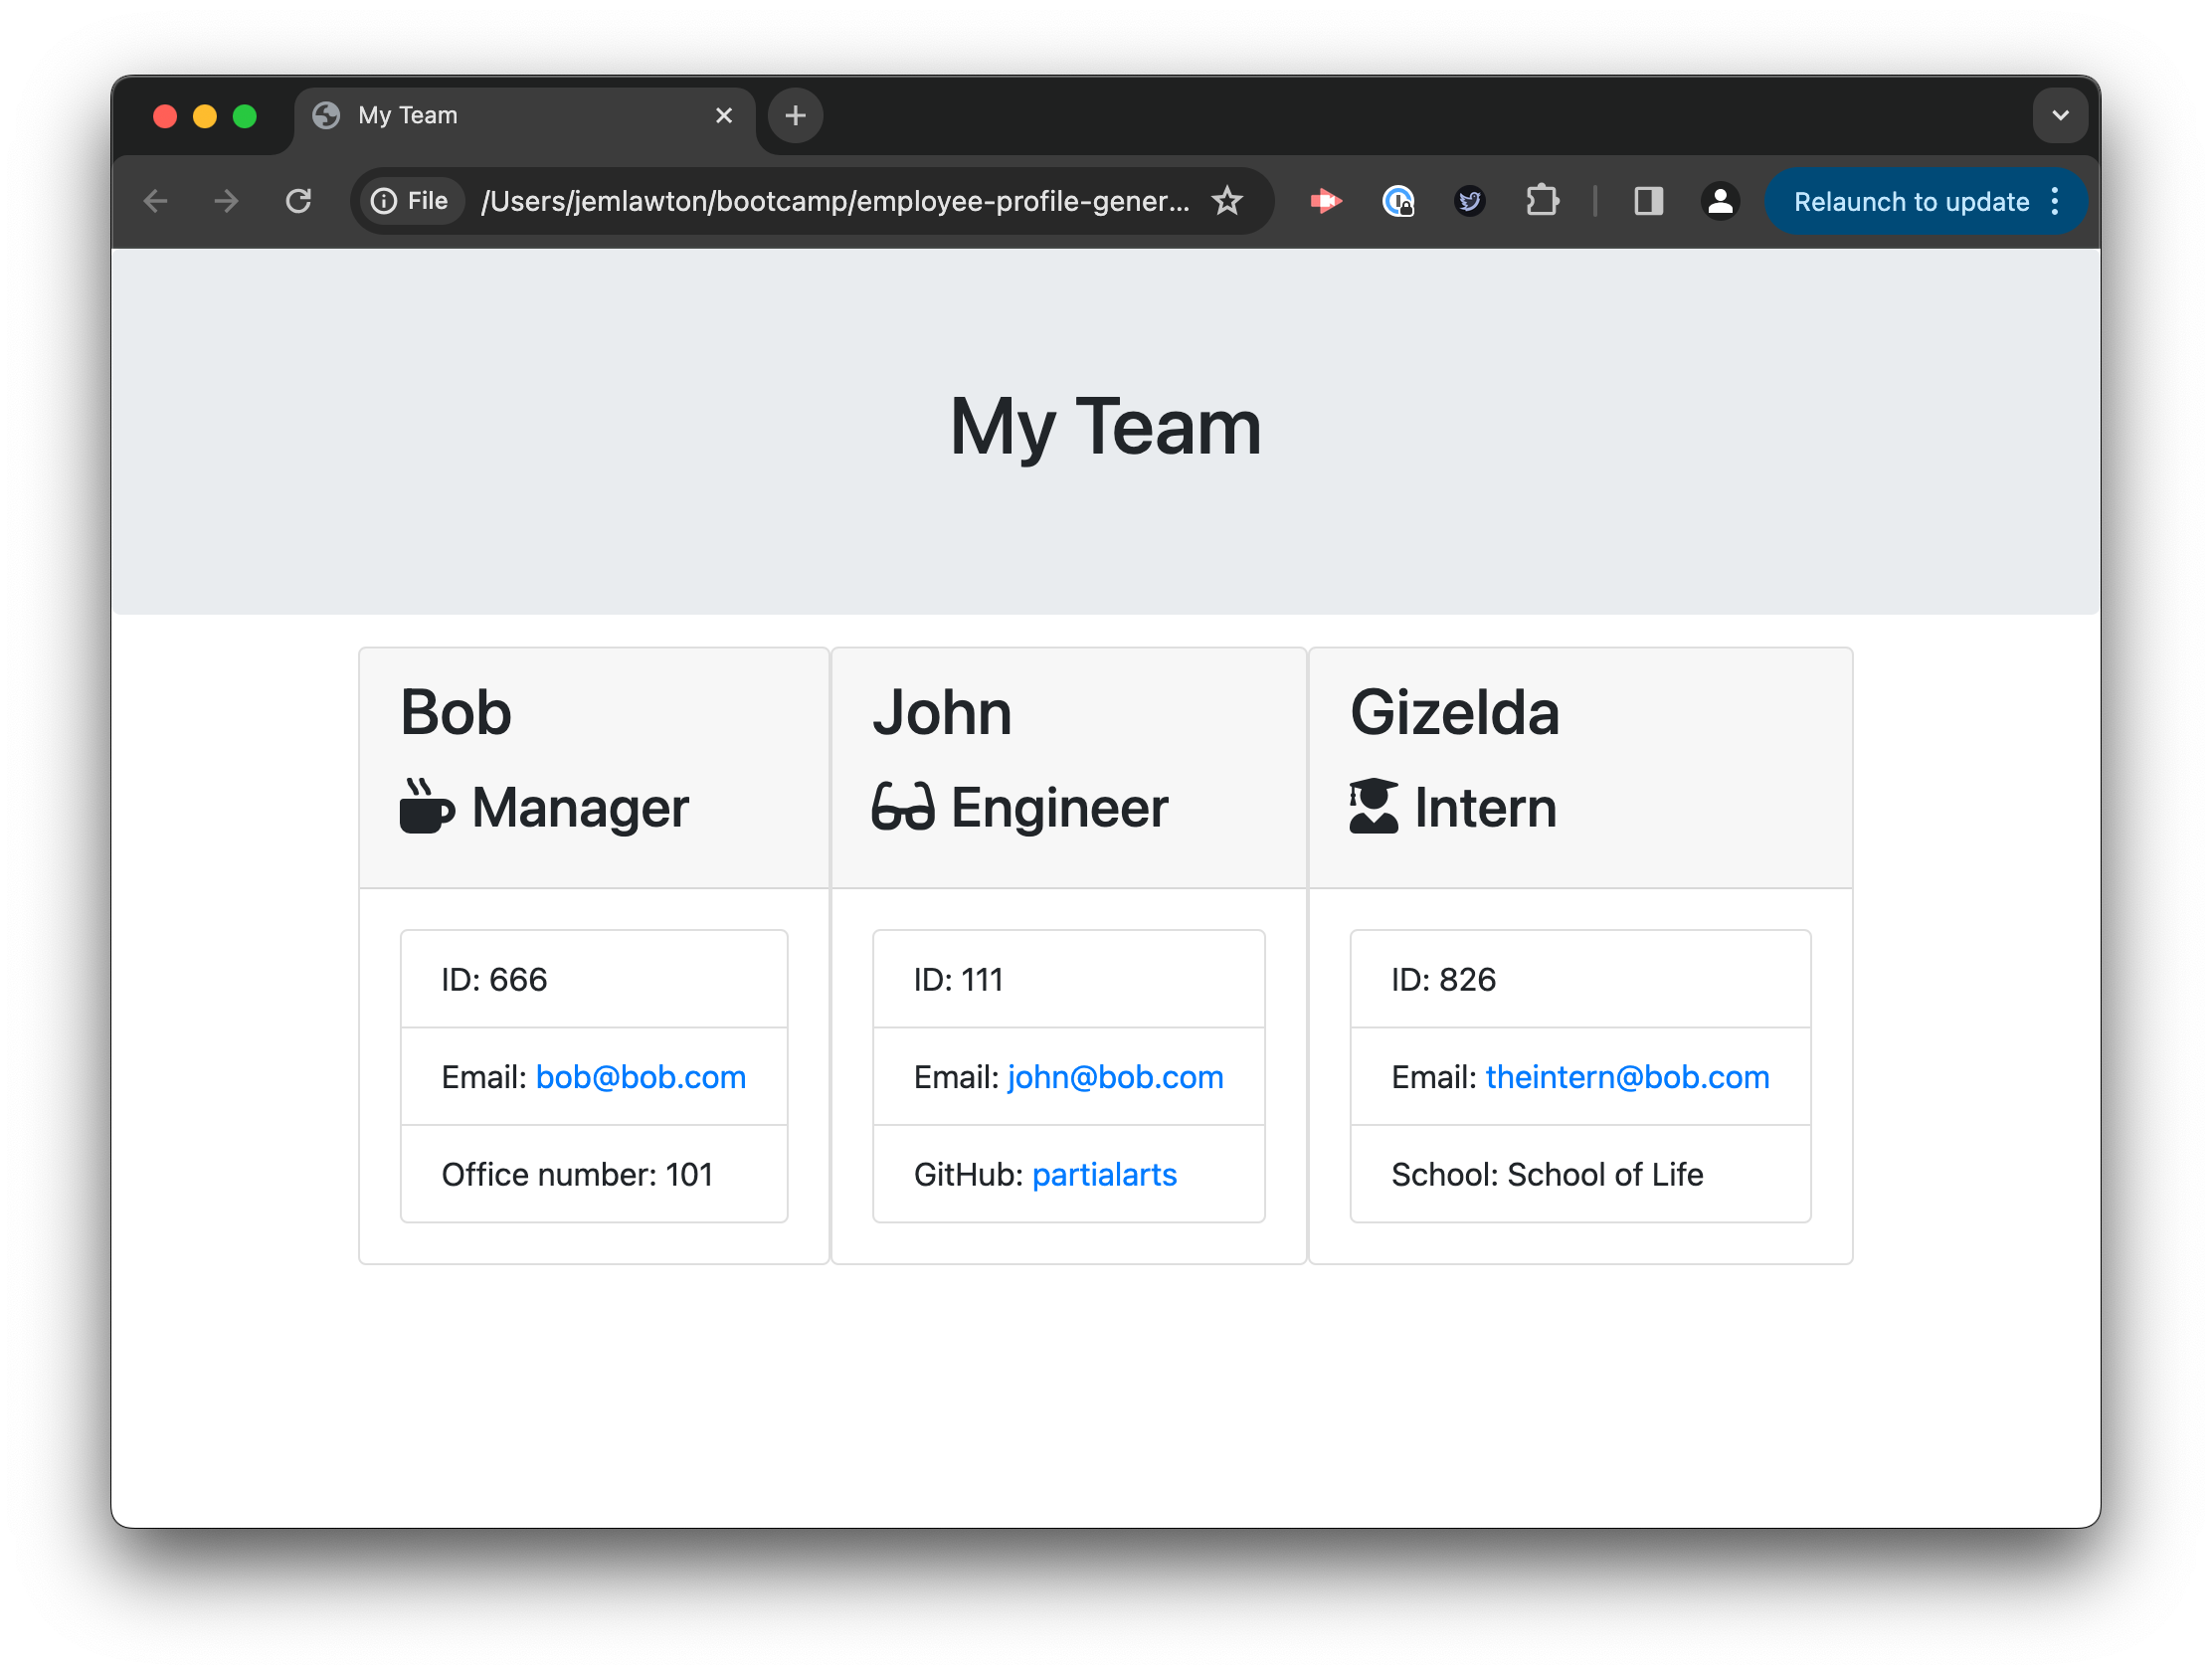 My Team
File /Users/jemlawton/bootcamp/employee-profile-gener... Relaunch to update
My Team
Bob
Manager
ID: 666
Email: bob@bob.com
Office number: 101
John
Engineer
ID: 111
Email: john@bob.com
GitHub: partialarts
Gizelda
Intern
ID: 826
Email: theintern@bob.com
School: School of Life